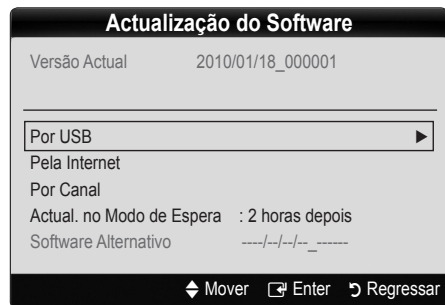 Actualização do Software
Versão Actual 2010/01/18_000001
Por USB
Pela Internet
Por Canal
Actual. no Modo de Espera : 2 horas depois
Software Alternativo ----/--/--/--_------
Mover Enter Regressar